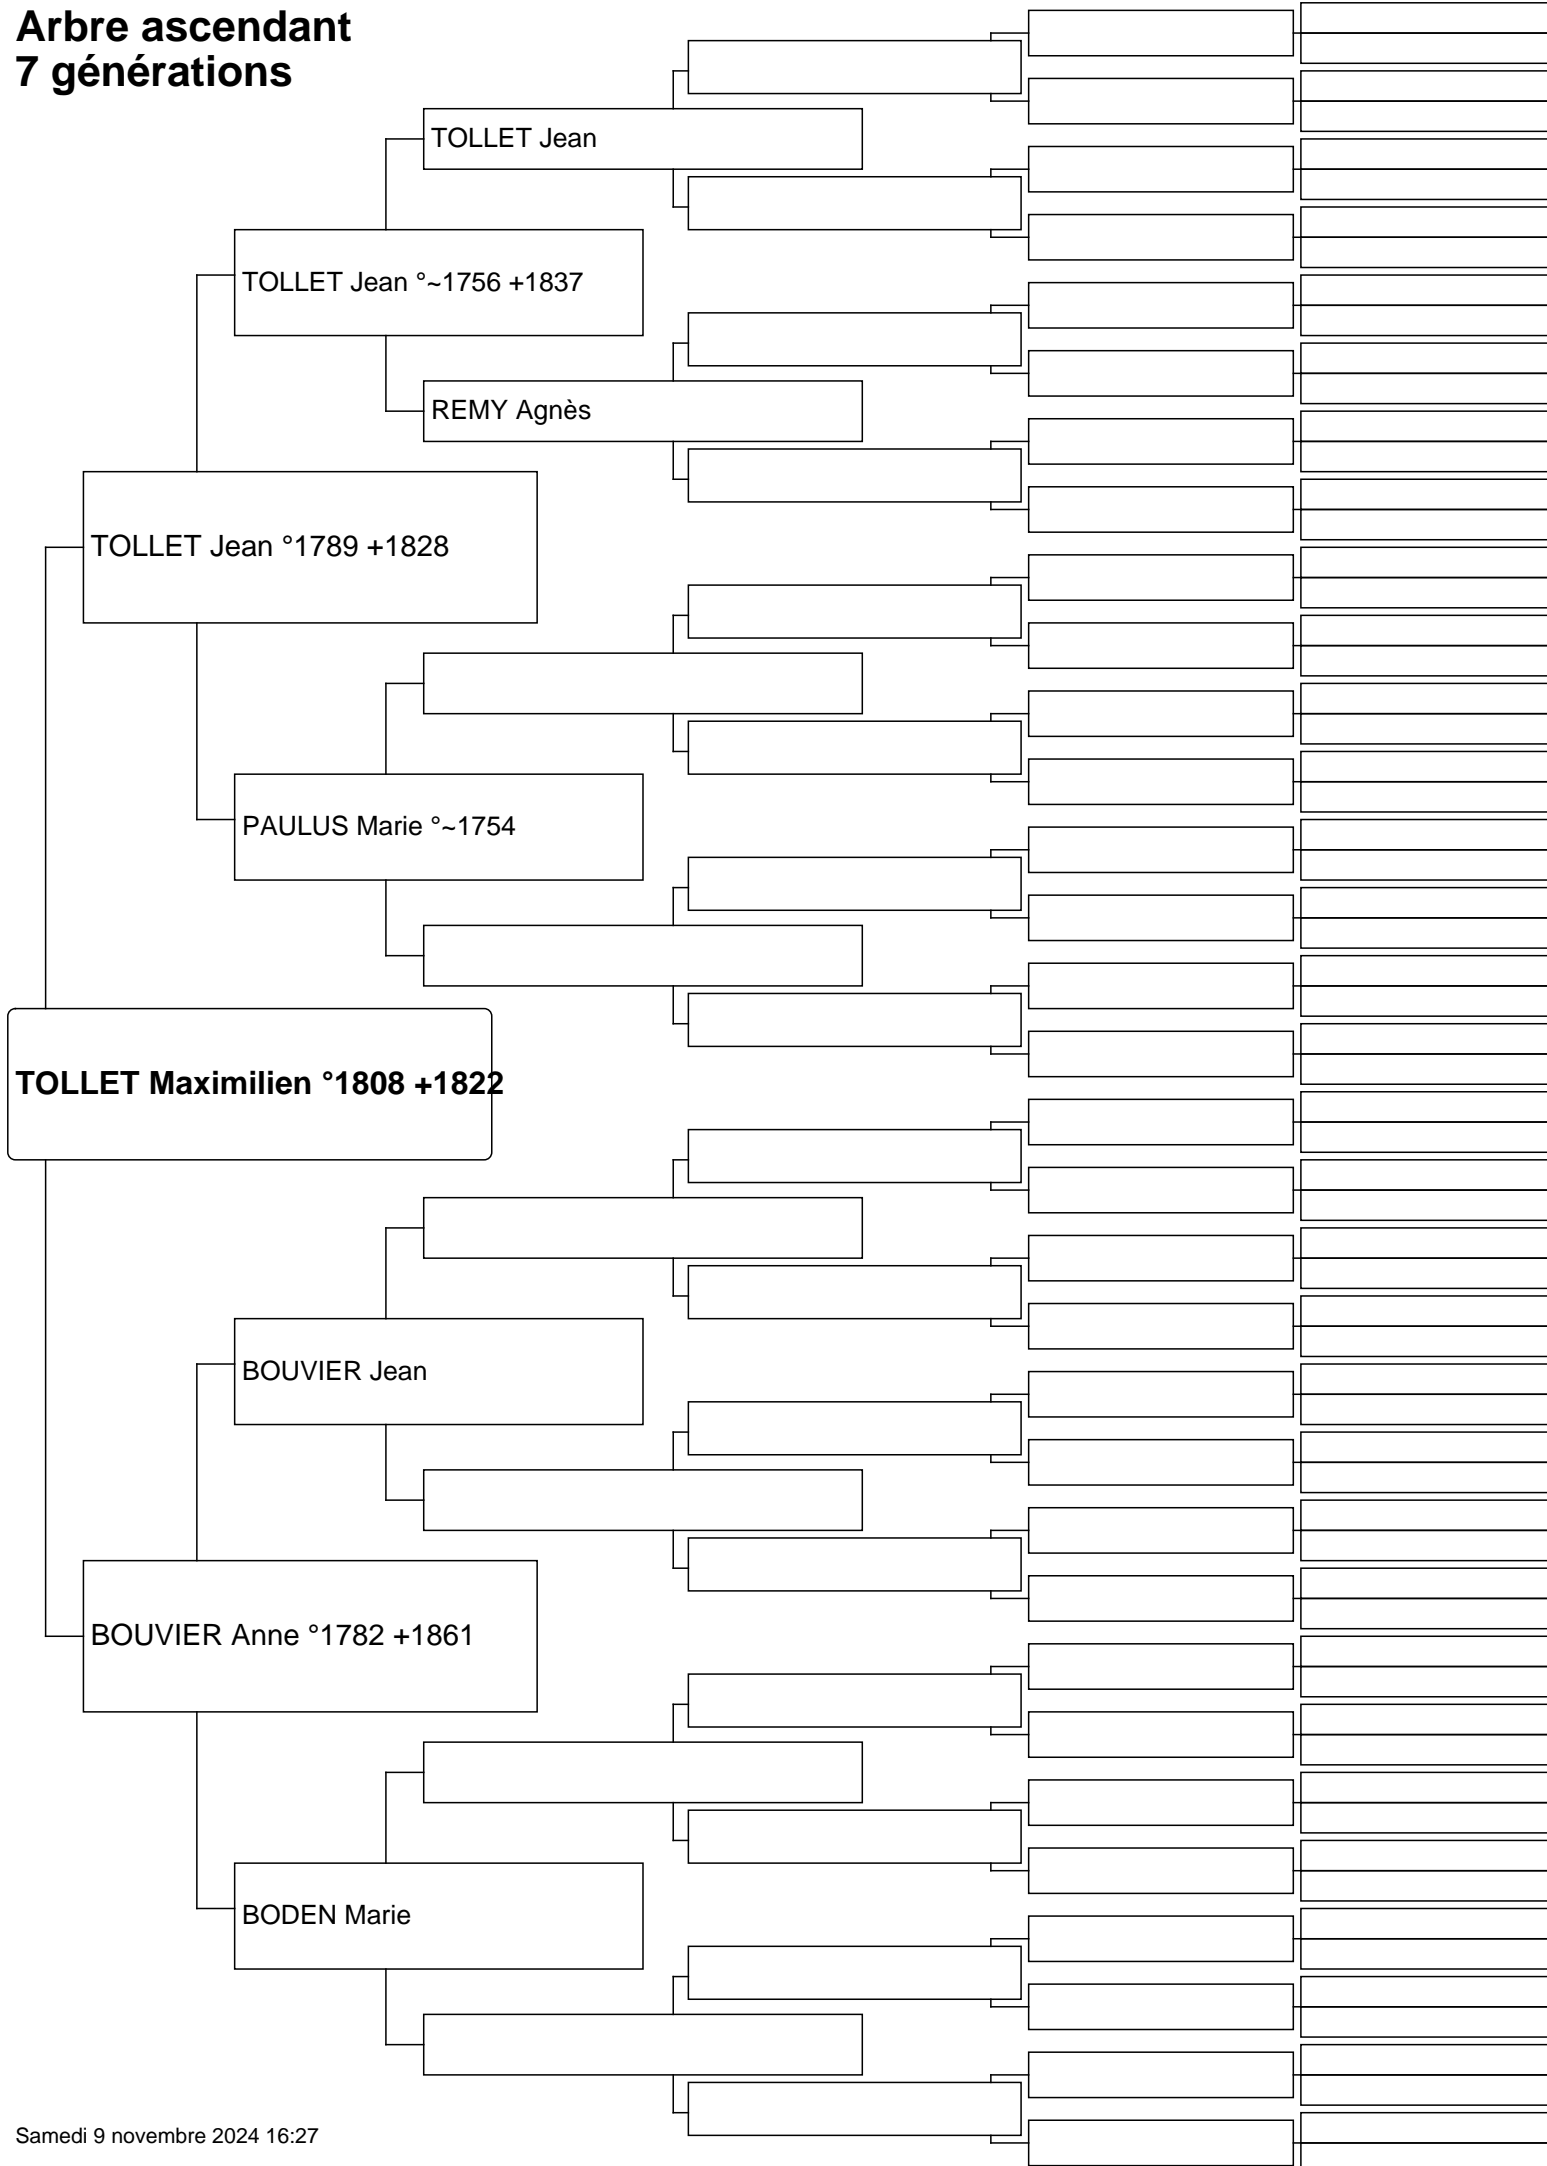 Arbre ascendant
7 générations
TOLLET Jean
TOLLET Jean °~1756 +1837
REMY Agnès
TOLLET Jean °1789 +1828
PAULUS Marie °~1754
TOLLET Maximilien °1808 +1822
BOUVIER Jean
BOUVIER Anne °1782 +1861
BODEN Marie
Samedi 9 novembre 2024 16:27